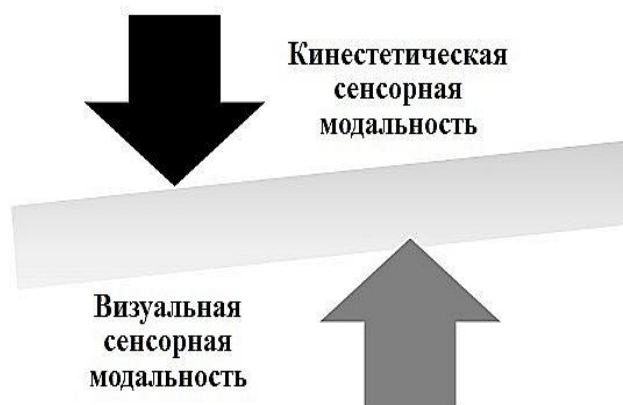 Кинестетическая
сенсорная
модальность
Визуальная
сенсорная
модальность